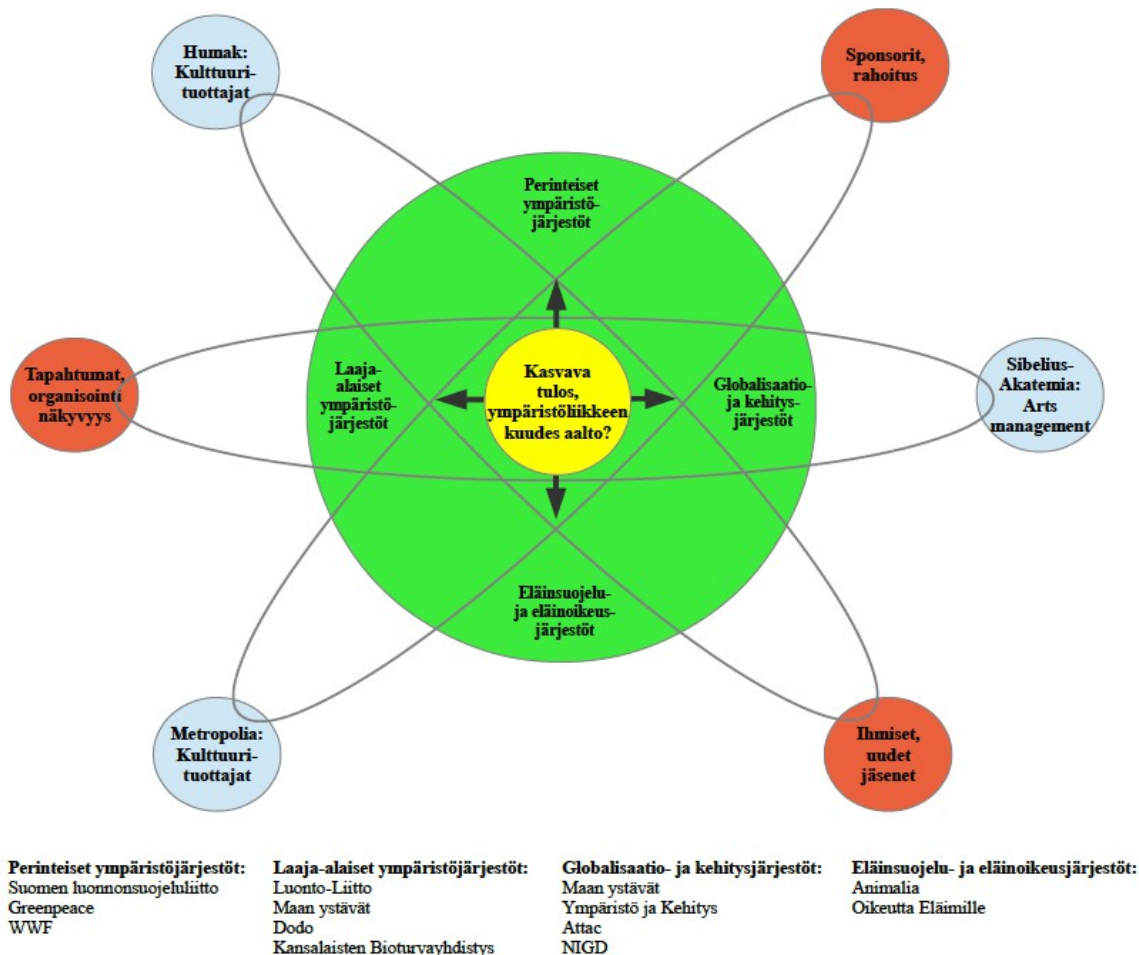 Humak:
Kulttuuri-
tuottajat
Sponsorit,
rahoitus
Perinteiset
ympäristö-
järjestöt
Tapahtumat,
organisointi
näkyvyys
Laaja-
alaiset
ympäristö-
järjestöt
Kasvava
tulos,
ympäristöliikkeen
kuudes aalto?
Globalisaatio-
ja kehitys-
järjestöt
Sibelius-
Akatemia:
Arts
management
Eläinsuojelu-
ja eläinoikeus-
järjestöt
Metropolia:
Kulttuuri-
tuottajat
Ihmiset,
uudet
jäsenet
Perinteiset ympäristöjärjestöt:
Suomen luonnonsuojeluliitto
Greenpeace
WWF
Laaja-alaiset ympäristöjärjestöt:
Luonto-Liitto
Maan ystävät
Dodo
Kansalaisten Bioturvayhdistys
Globalisaatio- ja kehitysjärjestöt:
Maan ystävät
Ympäristö ja Kehitys
Attac
NIGD
Eläinsuojelu- ja eläinoikeusjärjestöt:
Animalia
Oikeutta Eläimille